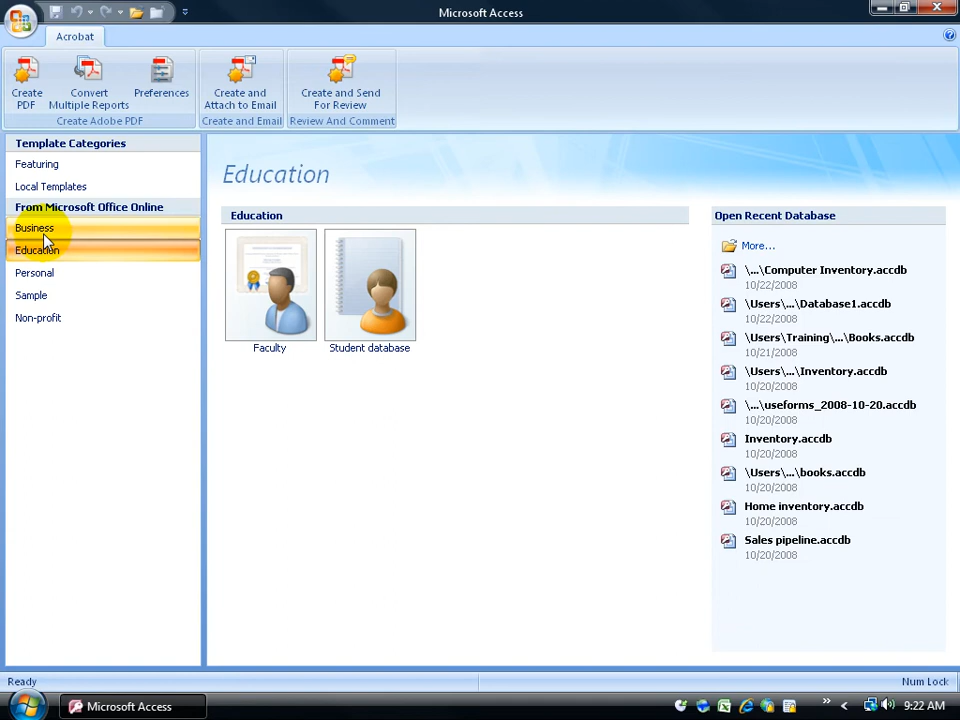 Microsoft Access
Acrobat
Create PDF
Convert Multiple Reports
Preferences
Create and Attach to Email
Create and Send For Review
Create Adobe PDF
Create and Email
Review And Comment
Template Categories
Featuring
Local Templates
From Microsoft Office Online
Business
Education
Personal
Sample
Non-profit
Education
Education
Faculty
Student database
Open Recent Database
More...
\...\Computer Inventory.accdb
10/22/2008
\Users\...\Database1.accdb
10/22/2008
\Users\Training\...\Books.accdb
10/21/2008
\Users\...\Inventory.accdb
10/20/2008
\...\useforms_2008-10-20.accdb
10/20/2008
Inventory.accdb
10/20/2008
\Users\...\books.accdb
10/20/2008
Home inventory.accdb
10/20/2008
Sales pipeline.accdb
10/20/2008
Ready
Num Lock
Microsoft Access
9:22 AM